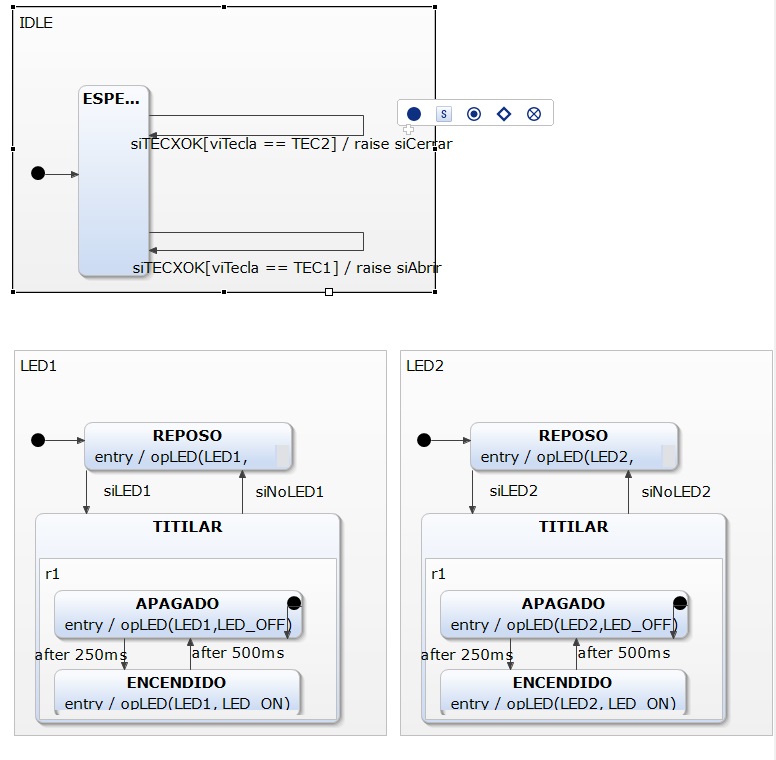 IDLE
ESPE...
S
siTECXOK[viTecla == TEC2] / raise siCerrar
siTECXOK[viTecla == TEC1] / raise siAbrir
LED1
REPOSO
entry / opLED(LED1,
siLED1
siNoLED1
TITILAR
r1
APAGADO
entry / opLED(LED1,LED_OFF)
after 250ms
after 500ms
ENCENDIDO
entry / opLED(LED1, LED_ON)
LED2
REPOSO
entry / opLED(LED2,
siLED2
siNoLED2
TITILAR
r1
APAGADO
entry / opLED(LED2,LED_OFF)
after 250ms
after 500ms
ENCENDIDO
entry / opLED(LED2, LED_ON)